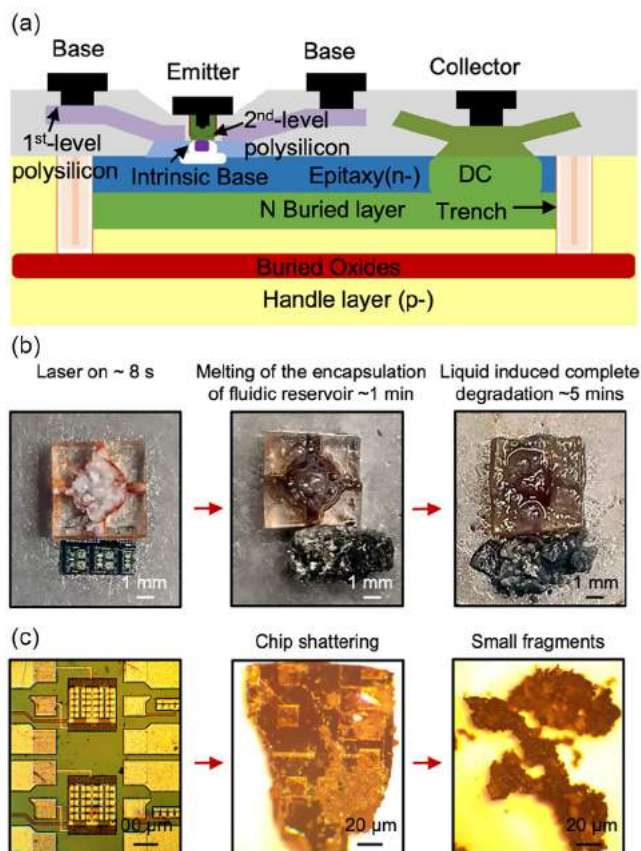 (a)
Base
Emitter
Base
Collector
1st-level
polysilicon
2nd-level
polysilicon
Intrinsic Base
Epitaxy(n-)
DC
N Buried layer
Trench
Buried Oxides
Handle layer (p-)
(b)
Laser on ~ 8 s
Melting of the encapsulation
of fluidic reservoir ~1 min
Liquid induced complete
degradation ~5 mins
1 mm
1 mm
1 mm
(c)
Chip shattering
Small fragments
100 µm
20 µm
20 µm